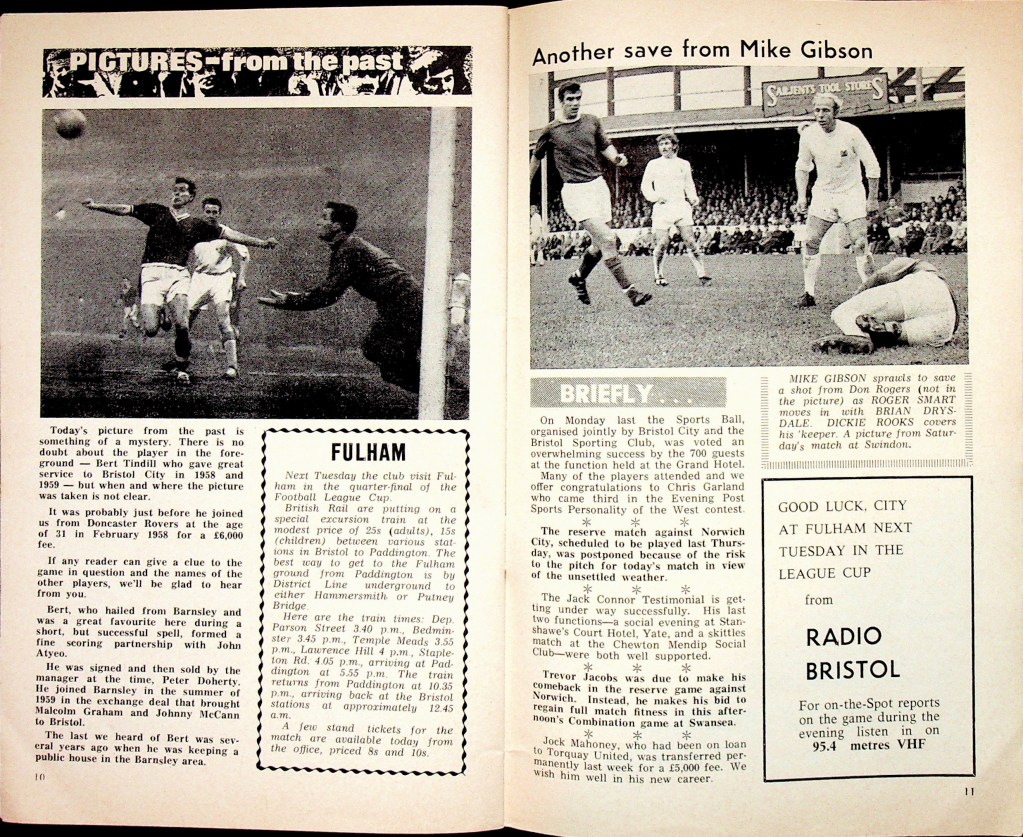 PICTURES-from the past
Today's picture from the past is
something of a mystery. There is no
doubt about the player in the fore-
ground — Bert Tindill who gave great
service to Bristol City in 1958 and
1959 — but when and where the picture
was taken is not clear.
It was probably just before he joined
us from Doncaster Rovers at the age
of 31 in February 1958 for a £6,000
fee.
If any reader can give a clue to the
game in question and the names of the
other players, we'll be glad to hear
from you.
Bert, who hailed from Barnsley and
was a great favourite here during a
short, but successful spell, formed a
fine scoring partnership with John
Atyeo.
He was signed and then sold by the
manager at the time, Peter Doherty.
He joined Barnsley in the summer of
1959 in the exchange deal that brought
Malcolm Graham and Johnny McCann
to Bristol.
The last we heard of Bert was sev-
eral years ago when he was keeping a
public house in the Barnsley area.
10
FULHAM
Next Tuesday the club visit Ful-
ham in the quarter-final of the
Football League Cup.
British Rail are putting on a
special excursion train at the
modest price of 25s (adults), 15s
(children) between various stat-
ions in Bristol to Paddington. The
best way to get to the Fulham
ground from Paddington is by
District Line underground to
either Hammersmith or Putney
Bridge.
Here are the train times: Dep.
Parson Street 3.40 p.m., Bedmin-
ster 3.45 p.m., Temple Meads 3.55
p.m., Lawrence Hill 4 p.m., Staple-
ton Rd. 4.05 p.m., arriving at Pad-
dington at 5.55 p.m. The train
returns from Paddington at 10.35
p.m., arriving back at the Bristol
stations at approximately 12.45
a.m.
A few stand tickets for the
match are available today from
the office, priced 8s and 10s.
Another save from Mike Gibson
SARJENTS TOOL STORES
BRIEFLY . . .
On Monday last the Sports Ball,
organised jointly by Bristol City and the
Bristol Sporting Club, was voted an
overwhelming success by the 700 guests
at the function held at the Grand Hotel.
Many of the players attended and we
offer congratulations to Chris Garland
who came third in the Evening Post
Sports Personality of the West contest.
* * *
The reserve match against Norwich
City, scheduled to be played last Thurs-
day, was postponed because of the risk
to the pitch for today's match in view
of the unsettled weather.
* * *
The Jack Connor Testimonial is get-
ting under way successfully. His last
two functions—a social evening at Stan-
shawe's Court Hotel, Yate, and a skittles
match at the Chewton Mendip Social
Club—were both well supported.
* * *
Trevor Jacobs was due to make his
comeback in the reserve game against
Norwich. Instead, he makes his bid to
regain full match fitness in this after-
noon's Combination game at Swansea.
* * *
Jock Mahoney, who had been on loan
to Torquay United, was transferred per-
manently last week for a £5,000 fee. We
wish him well in his new career.
MIKE GIBSON sprawls to save
a shot from Don Rogers (not in
the picture) as ROGER SMART
moves in with BRIAN DRYS-
DALE. DICKIE ROOKS covers
his 'keeper. A picture from Satur-
day's match at Swindon.
GOOD LUCK, CITY
AT FULHAM NEXT
TUESDAY IN THE
LEAGUE CUP
from
RADIO
BRISTOL
For on-the-Spot reports
on the game during the
evening listen in on
95.4 metres VHF
11